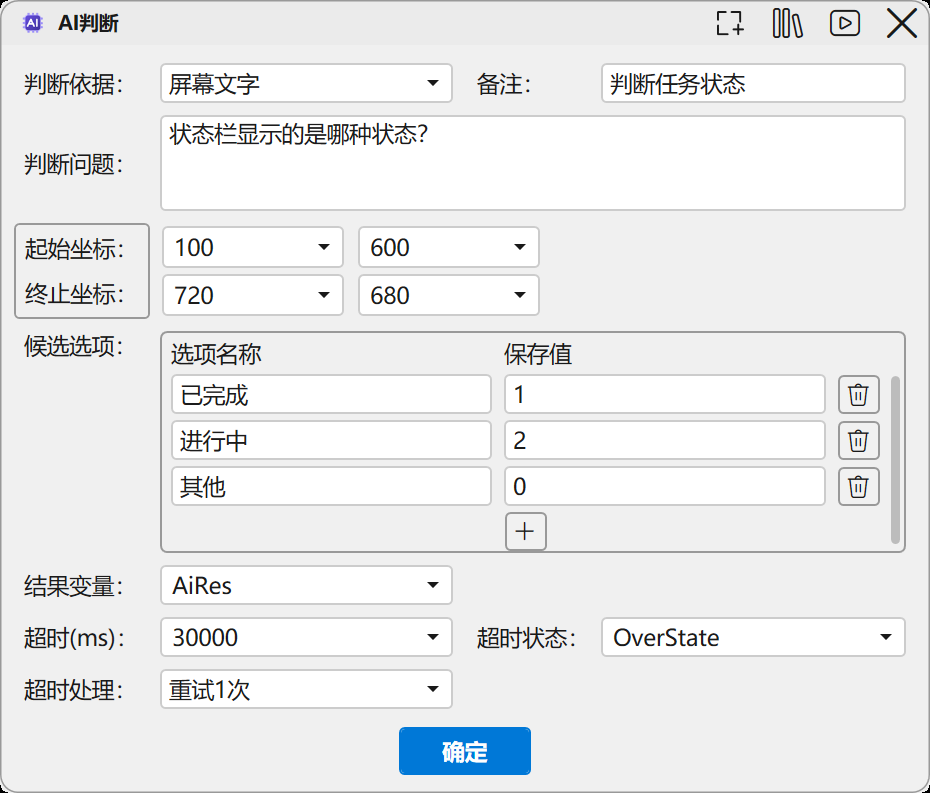 AI判断
判断依据: 屏幕文字 备注: 判断任务状态
判断问题: 状态栏显示的是哪种状态?
起始坐标: 100 600
终止坐标: 720 680
候选选项:
选项名称 保存值
已完成 1
进行中 2
其他 0
结果变量: AiRes
超时(ms): 30000 超时状态: OverState
超时处理: 重试1次
确定